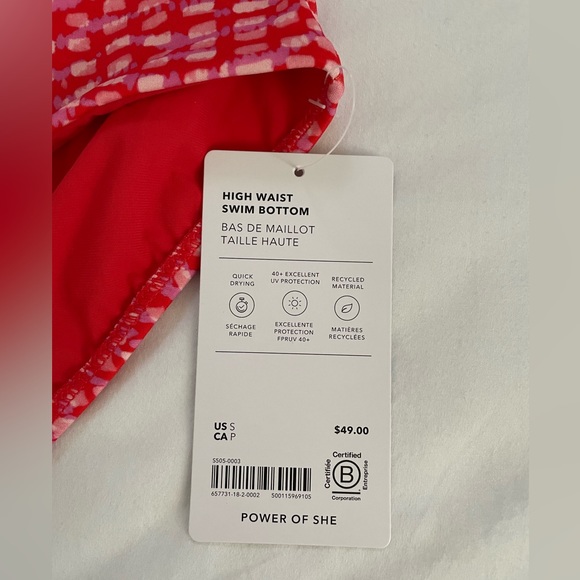 HIGH WAIST
SWIM BOTTOM
BAS DE MAILLOT
TAILLE HAUTE
QUICK
DRYING
SÉCHAGE
RAPIDE
40+ EXCELLENT
UV PROTECTION
EXCELLENTE
PROTECTION
FPRUV 40+
RECYCLED
MATERIAL
MATIÈRES
RECYCLÉES
US S
CA P
$49.00
S505-0003
657731-18-2-0002 500115969105
Certified
Certifiée
B
Entreprise
Corporation
POWER OF SHE